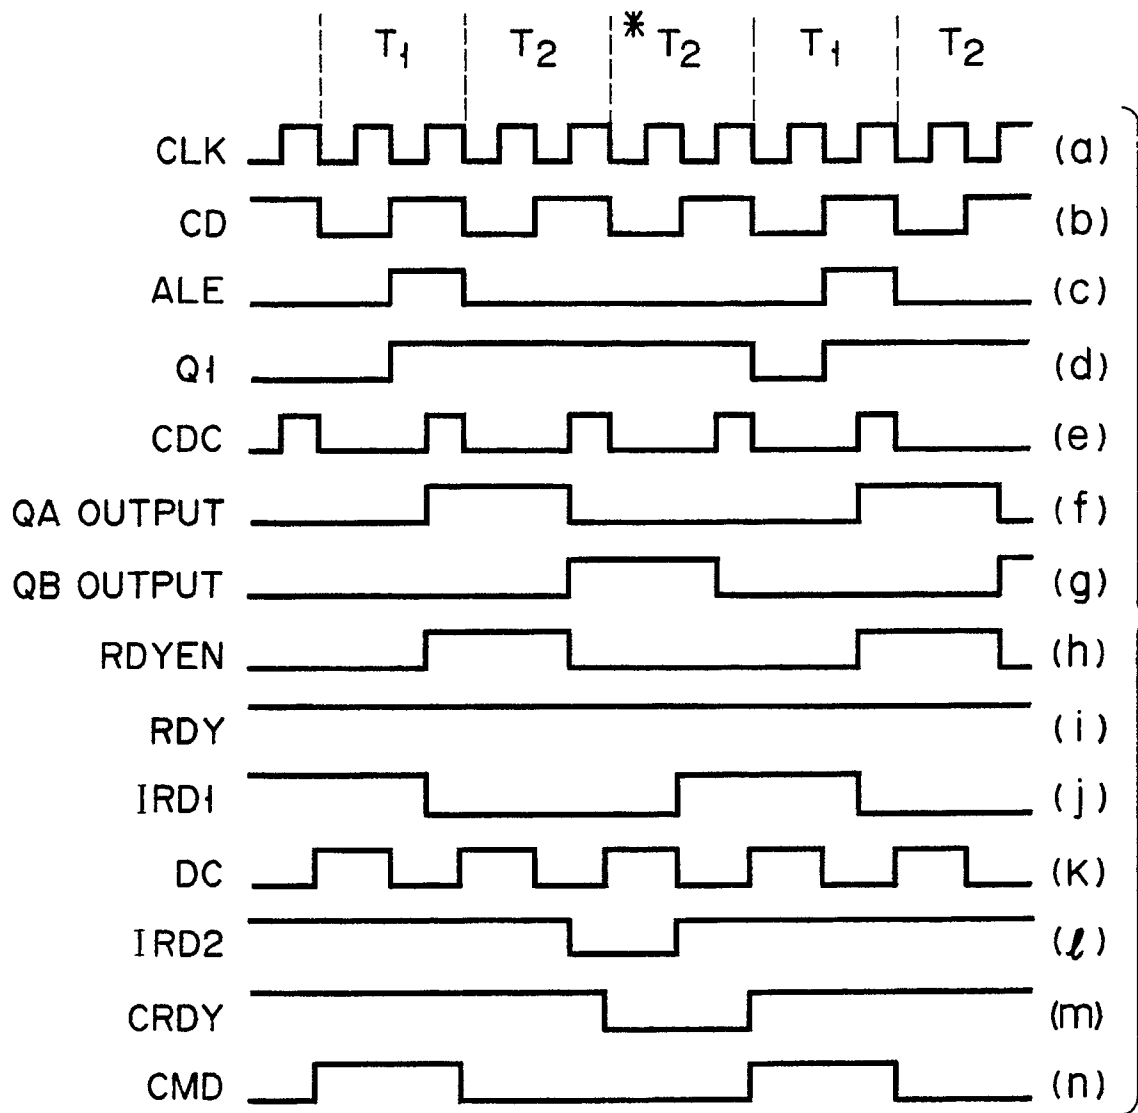 T1 T2 * T2 T1 T2
CLK (a)
CD (b)
ALE (c)
Q1 (d)
CDC (e)
QA OUTPUT (f)
QB OUTPUT (g)
RDYEN (h)
RDY (i)
IRD1 (j)
DC (k)
IRD2 (l)
CRDY (m)
CMD (n)